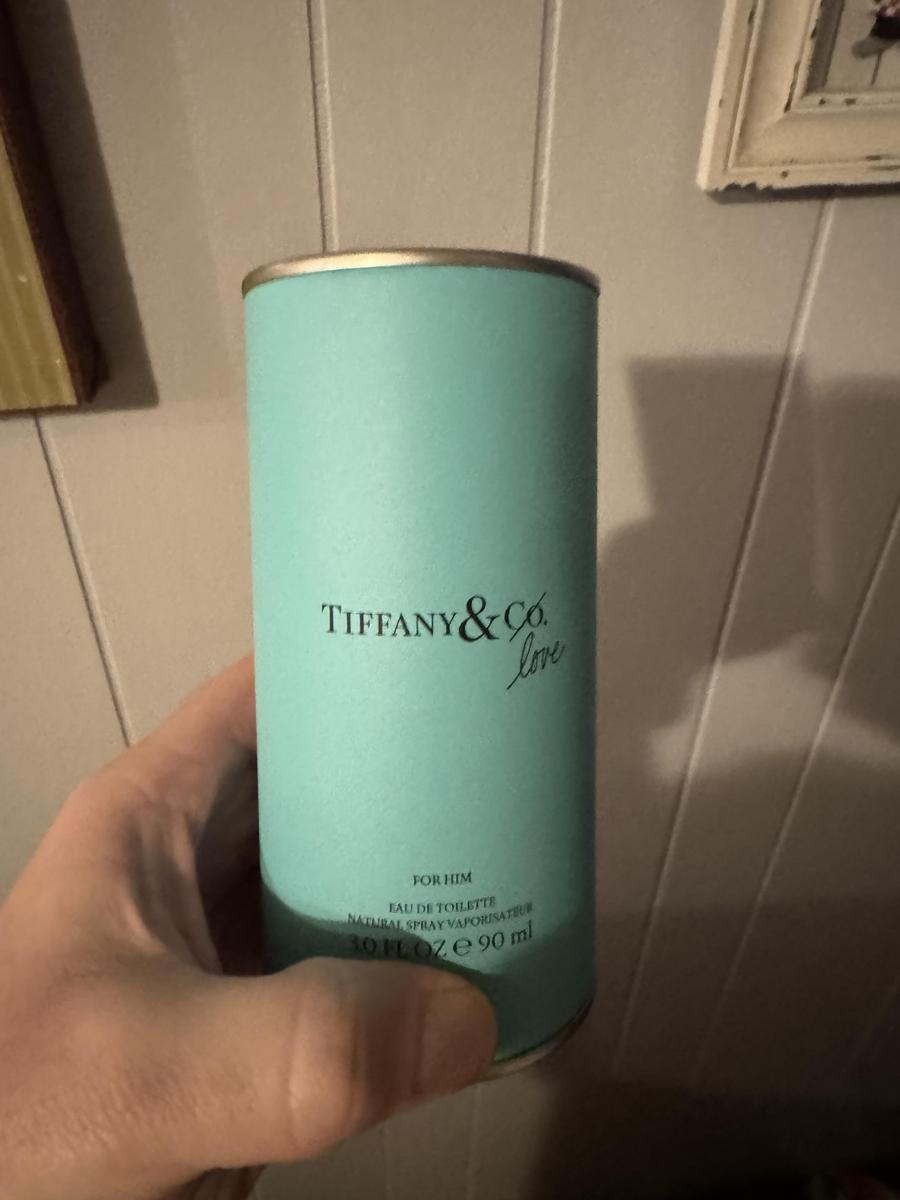 TIFFANY & Co.
love
FOR HIM
EAU DE TOILETTE
NATURAL SPRAY VAPORISATEUR
3.0 FL OZ ℮ 90 ml